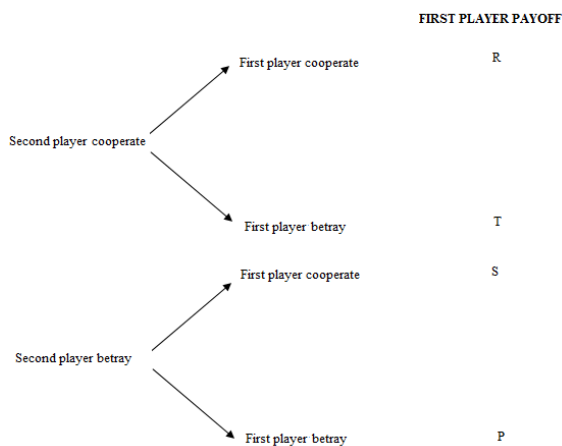 FIRST PLAYER PAYOFF
First player cooperate R
Second player cooperate
First player betray T
First player cooperate S
Second player betray
First player betray P